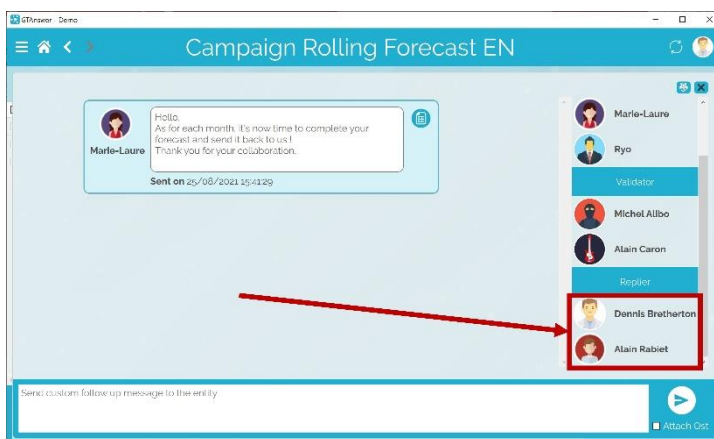 GTAnswer - Demo
Campaign Rolling Forecast EN
Hollo,
As for each month, it's now time to complete your
forecast and send it back to us !
Thank you for your collaboration.
Marie-Laure
Sent on 25/08/2021 15:41:29
Marie-Laure
Ryo
Validator
Michel Alibo
Alain Caron
Replier
Dennis Bretherton
Alain Rabiet
Send custom follow up message to the entity
Attach Qst